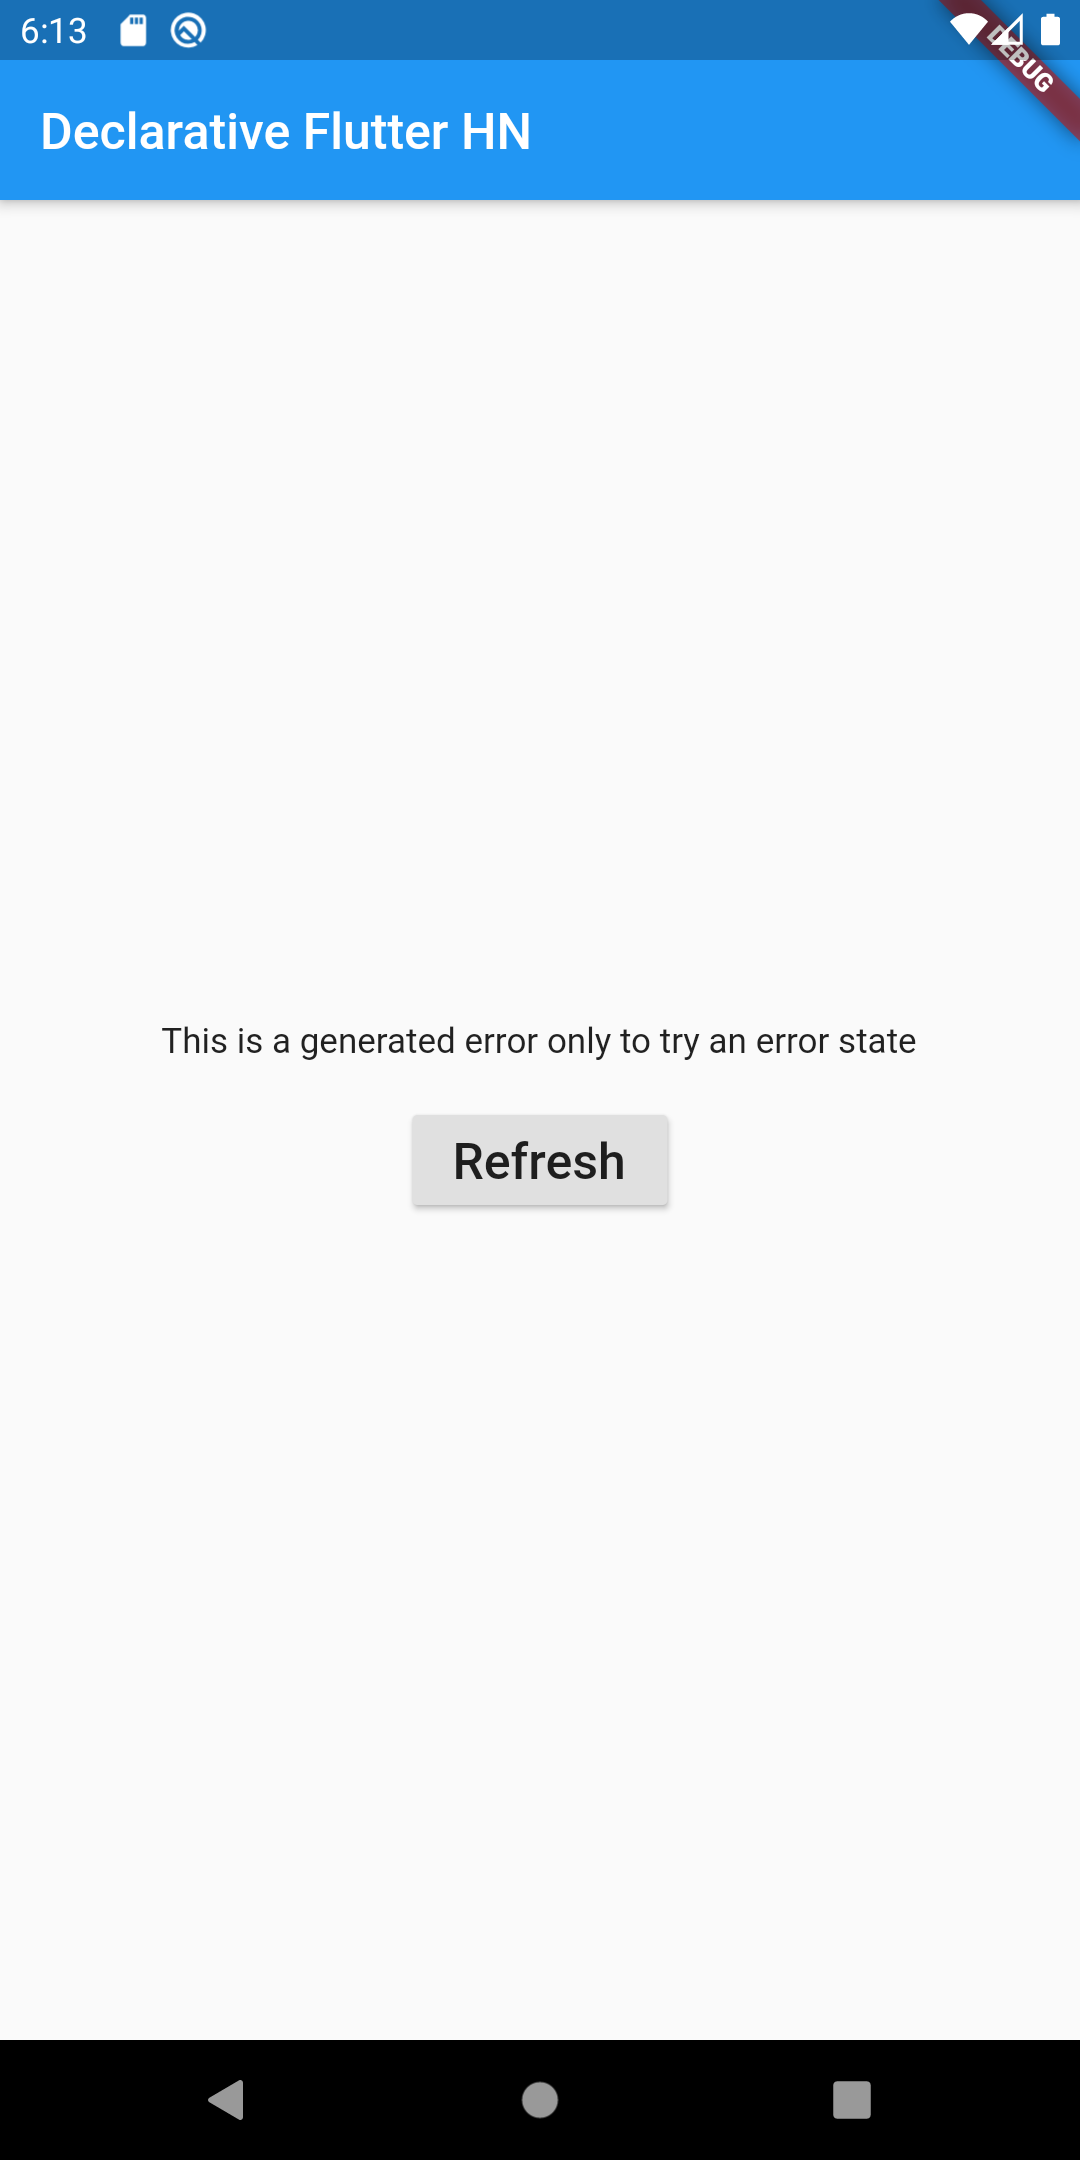 6:13
DEBUG
Declarative Flutter HN
This is a generated error only to try an error state
Refresh